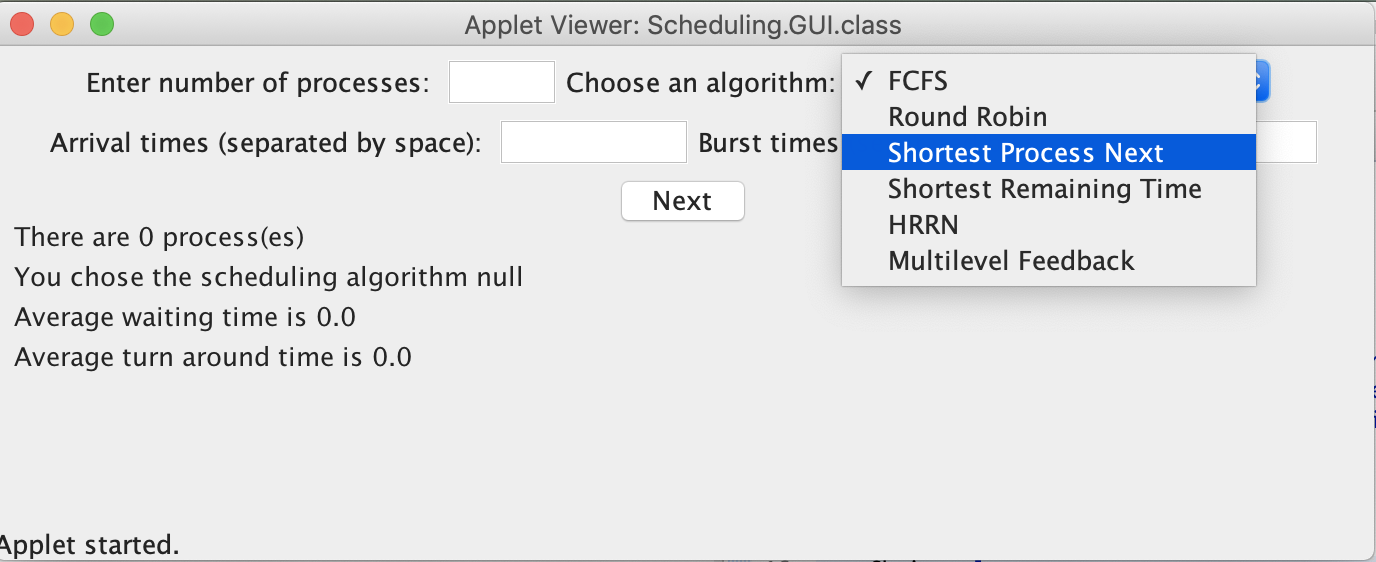 Applet Viewer: Scheduling.GUI.class
Enter number of processes: Choose an algorithm:
✓ FCFS
Round Robin
Shortest Process Next
Shortest Remaining Time
HRRN
Multilevel Feedback
Arrival times (separated by space): Burst times
Next
There are 0 process(es)
You chose the scheduling algorithm null
Average waiting time is 0.0
Average turn around time is 0.0
Applet started.